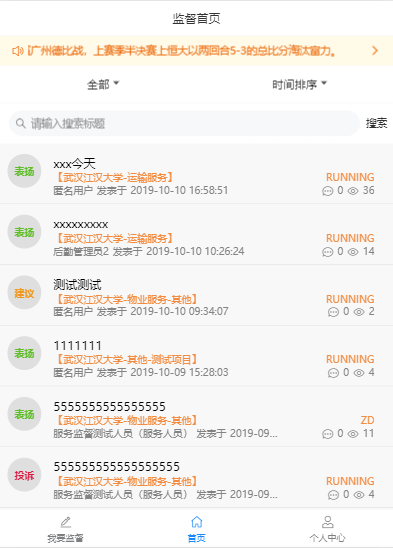 监督首页
广州德比战，上赛季半决赛上恒大以两回合5-3的总比分淘汰富力。
全部 时间排序
请输入搜索标题 搜索
表扬 xxx今天
【武汉江汉大学-运输服务】 RUNNING
匿名用户 发表于 2019-10-10 16:58:51 0 36
表扬 xxxxxxxxx
【武汉江汉大学-运输服务】 RUNNING
后勤管理员2 发表于 2019-10-10 10:26:24 0 14
建议 测试测试
【武汉江汉大学-物业服务-其他】 RUNNING
匿名用户 发表于 2019-10-10 09:34:07 0 2
表扬 1111111
【武汉江汉大学-其他-测试项目】 RUNNING
匿名用户 发表于 2019-10-09 15:28:03 0 4
表扬 5555555555555555
【武汉江汉大学-物业服务-其他】 ZD
服务监督测试人员（服务人员） 发表于 2019-09... 0 11
投诉 555555555555555555
【武汉江汉大学-物业服务-其他】 RUNNING
服务监督测试人员（服务人员） 发表于 2019-09... 0 4
我要监督 首页 个人中心